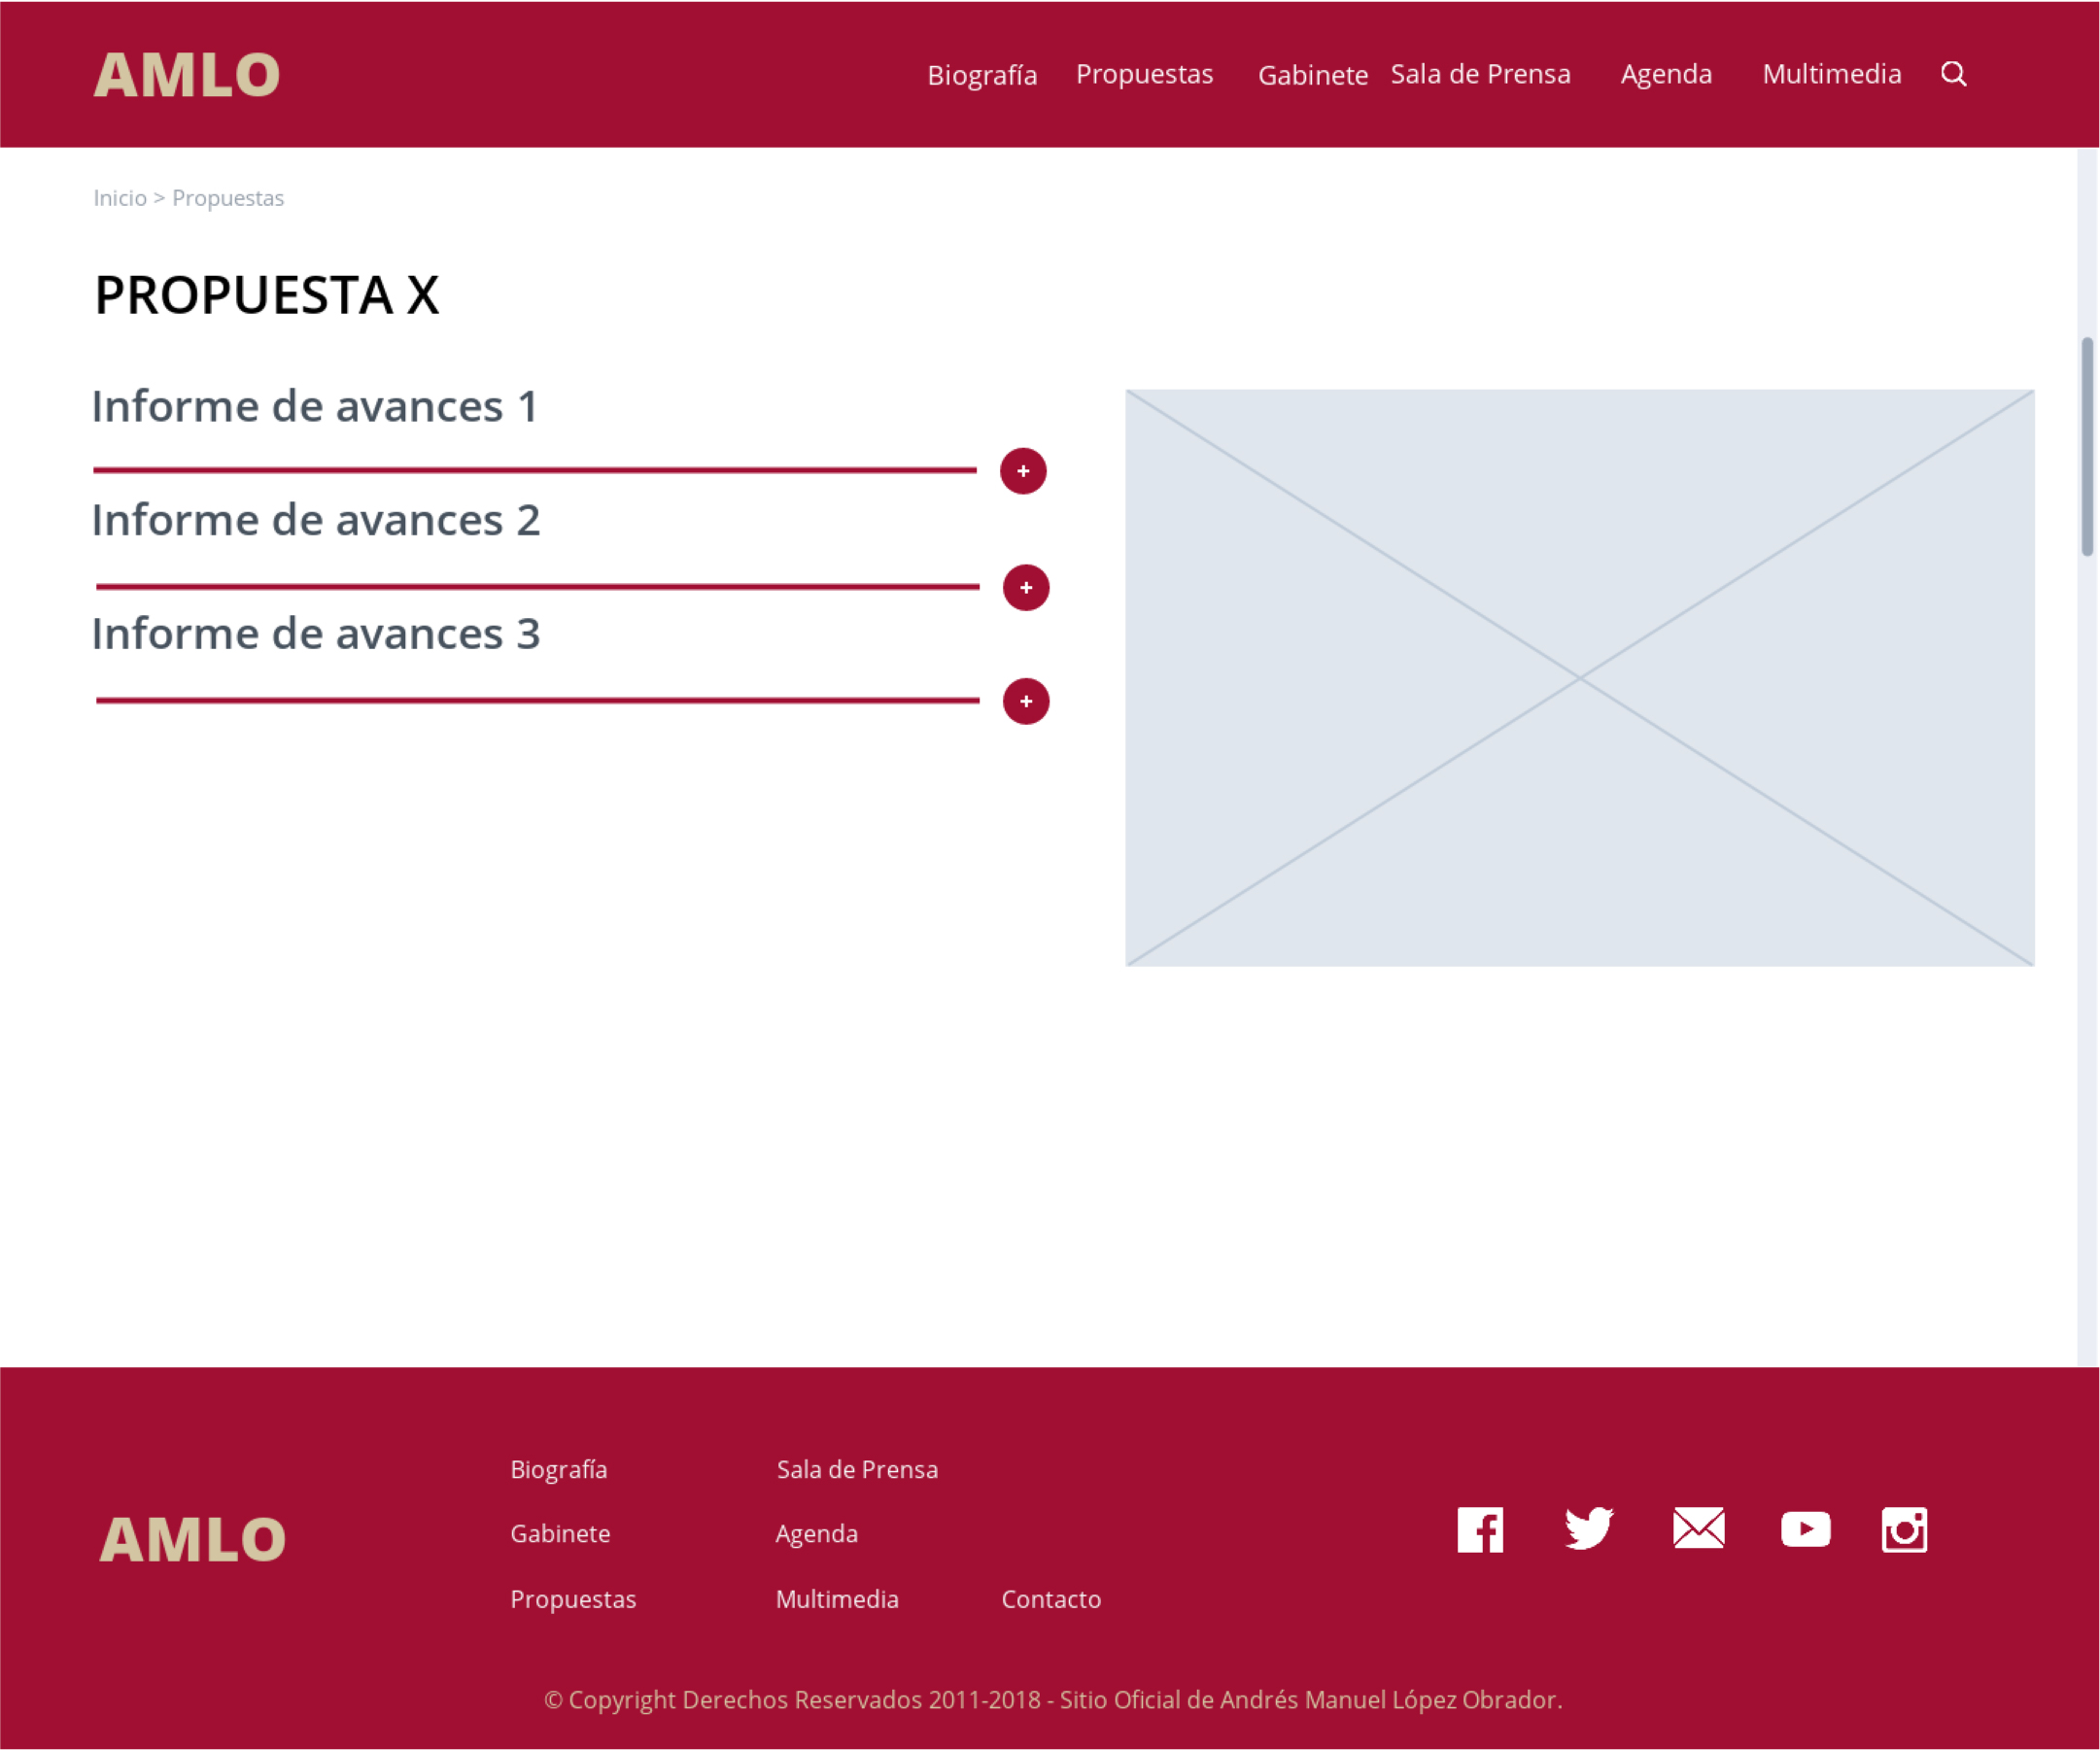 AMLO
Biografía Propuestas Gabinete Sala de Prensa Agenda Multimedia
Inicio > Propuestas
PROPUESTA X
Informe de avances 1
+
Informe de avances 2
+
Informe de avances 3
+
Biografía Sala de Prensa
Gabinete Agenda
AMLO
Propuestas Multimedia Contacto
© Copyright Derechos Reservados 2011-2018 - Sitio Oficial de Andrés Manuel López Obrador.